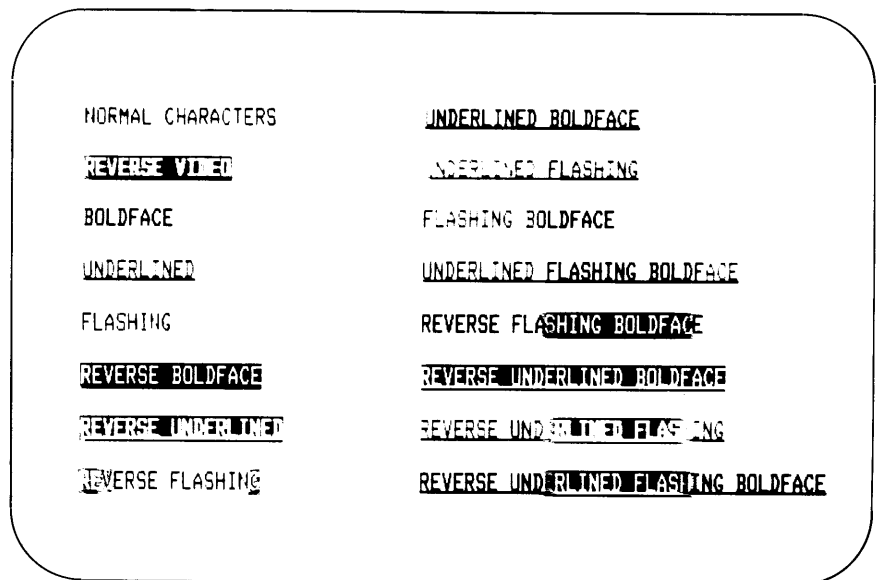 NORMAL CHARACTERS
REVERSE VIDEO
BOLDFACE
UNDERLINED
FLASHING
REVERSE BOLDFACE
REVERSE UNDERLINED
REVERSE FLASHING
UNDERLINED BOLDFACE
UNDERLINED FLASHING
FLASHING BOLDFACE
UNDERLINED FLASHING BOLDFACE
REVERSE FLASHING BOLDFACE
REVERSE UNDERLINED BOLDFACE
REVERSE UNDERLINED FLASHING
REVERSE UNDERLINED FLASHING BOLDFACE